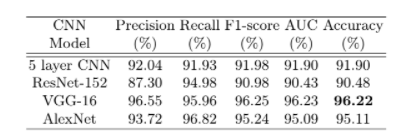 CNN Precision Recall F1-score AUC Accuracy
Model (%) (%) (%) (%) (%)
5 layer CNN 92.04 91.93 91.98 91.90 91.90
ResNet-152 87.30 94.98 90.98 90.43 90.48
VGG-16 96.55 95.96 96.25 96.23 96.22
AlexNet 93.72 96.82 95.24 95.09 95.11